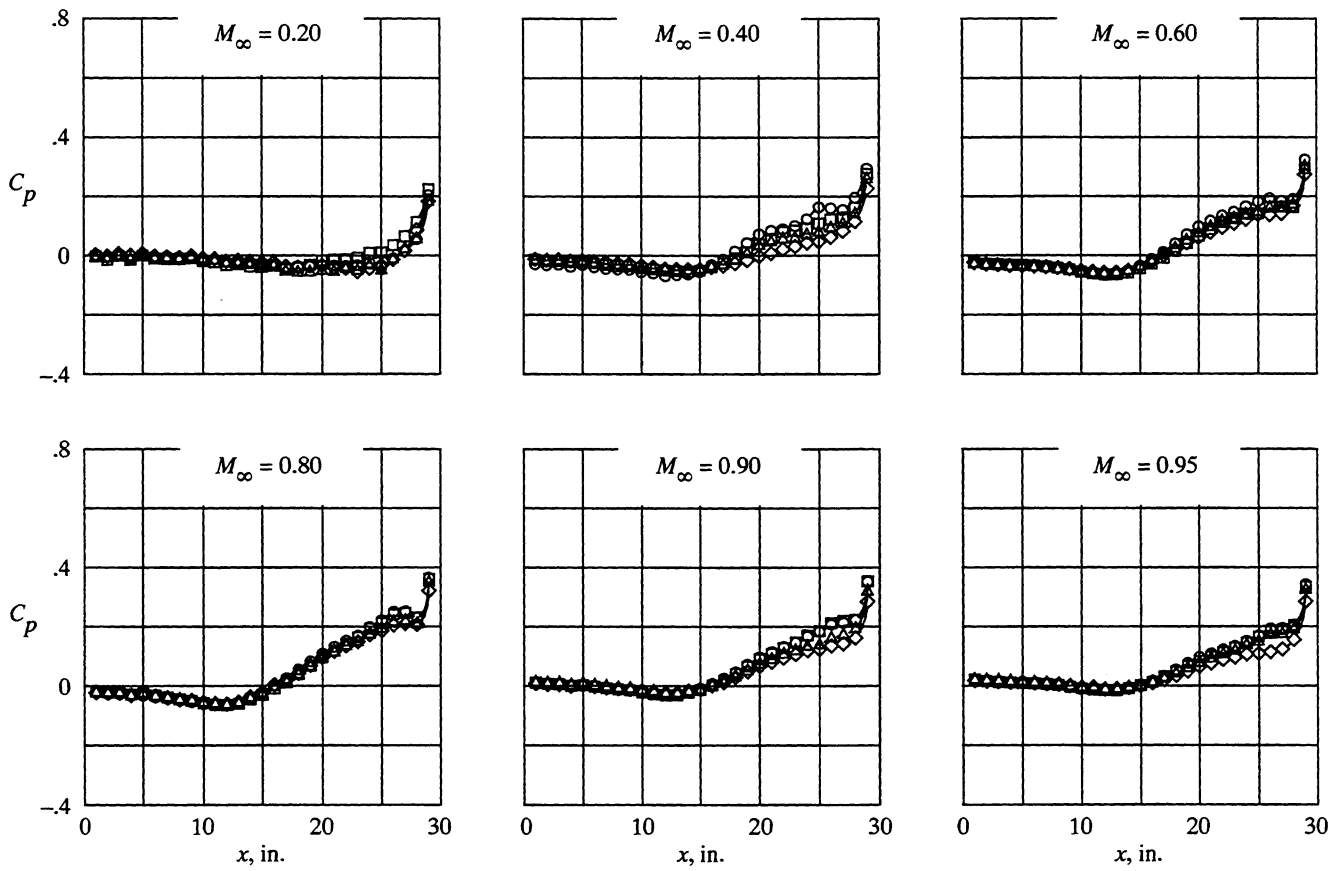 .8
M∞ = 0.20
M∞ = 0.40
M∞ = 0.60
.4
Cp
0
–.4
.8
M∞ = 0.80
M∞ = 0.90
M∞ = 0.95
.4
Cp
0
–.4
0 10 20 30 0 10 20 30 0 10 20 30
x, in. x, in. x, in.